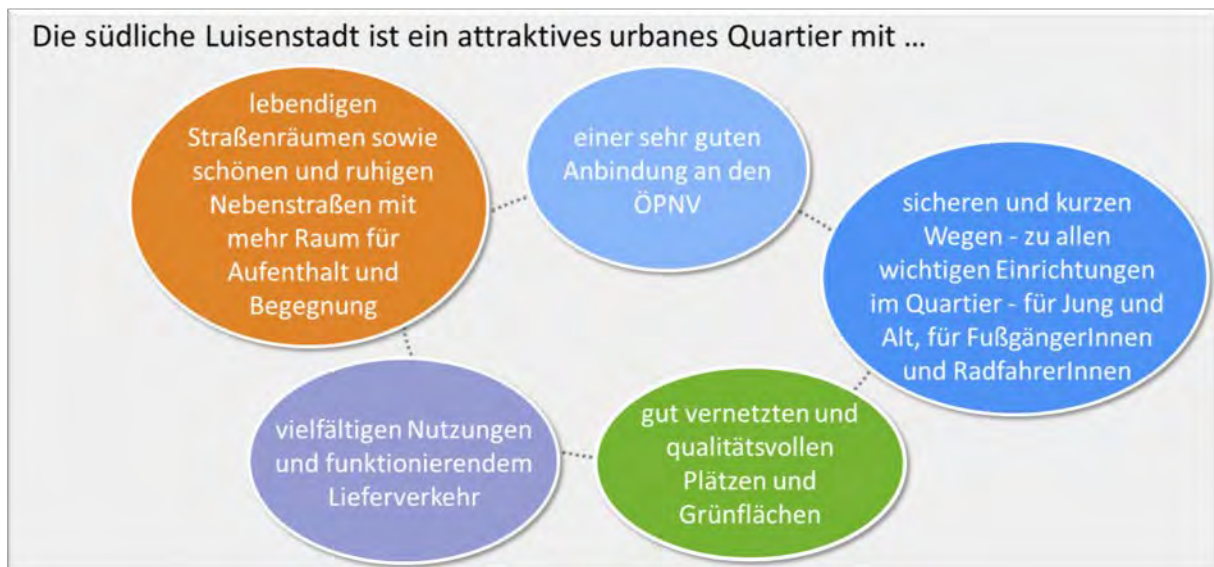 Die südliche Luisenstadt ist ein attraktives urbanes Quartier mit ...
lebendigen
Straßenräumen sowie
schönen und ruhigen
Nebenstraßen mit
mehr Raum für
Aufenthalt und
Begegnung
einer sehr guten
Anbindung an den
ÖPNV
sicheren und kurzen
Wegen - zu allen
wichtigen Einrichtungen
im Quartier - für Jung und
Alt, für FußgängerInnen
und RadfahrerInnen
vielfältigen Nutzungen
und funktionierendem
Lieferverkehr
gut vernetzten und
qualitätsvollen
Plätzen und
Grünflächen